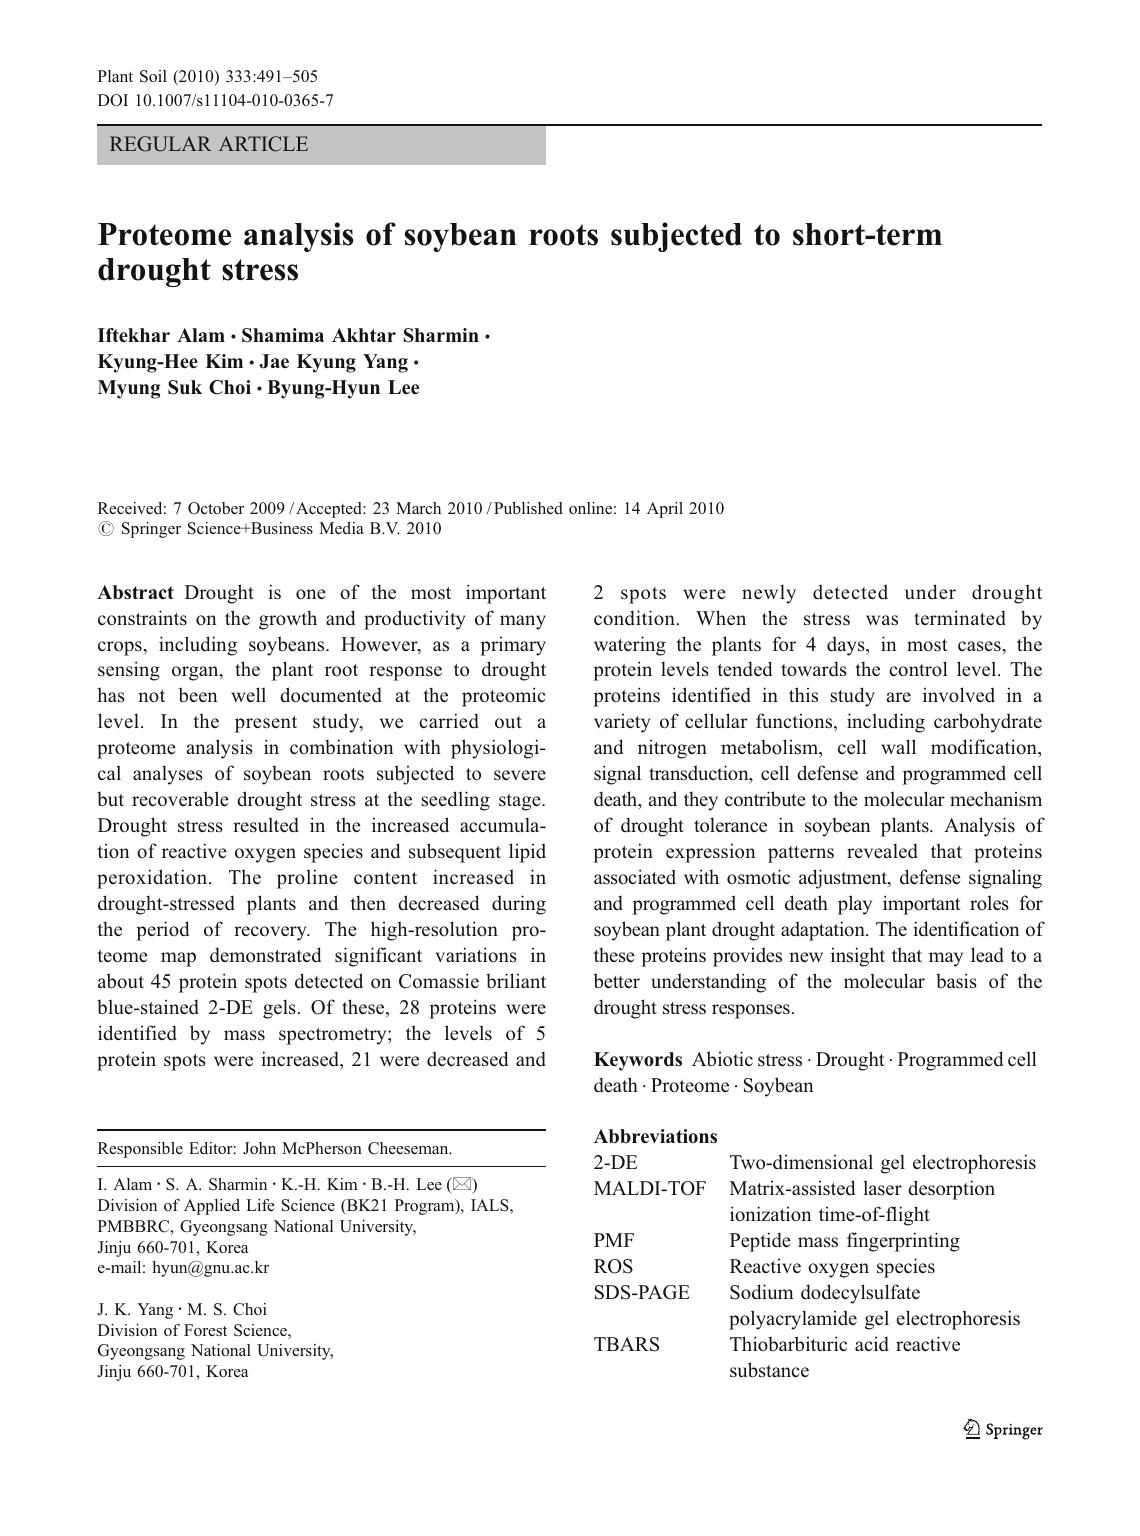 Plant Soil (2010) 333:491–505
DOI 10.1007/s11104-010-0365-7
REGULAR ARTICLE
Proteome analysis of soybean roots subjected to short-term
drought stress
Iftekhar Alam · Shamima Akhtar Sharmin ·
Kyung-Hee Kim · Jae Kyung Yang ·
Myung Suk Choi · Byung-Hyun Lee
Received: 7 October 2009 / Accepted: 23 March 2010 / Published online: 14 April 2010
© Springer Science+Business Media B.V. 2010
Abstract Drought is one of the most important
constraints on the growth and productivity of many
crops, including soybeans. However, as a primary
sensing organ, the plant root response to drought
has not been well documented at the proteomic
level. In the present study, we carried out a
proteome analysis in combination with physiologi-
cal analyses of soybean roots subjected to severe
but recoverable drought stress at the seedling stage.
Drought stress resulted in the increased accumula-
tion of reactive oxygen species and subsequent lipid
peroxidation. The proline content increased in
drought-stressed plants and then decreased during
the period of recovery. The high-resolution pro-
teome map demonstrated significant variations in
about 45 protein spots detected on Comassie briliant
blue-stained 2-DE gels. Of these, 28 proteins were
identified by mass spectrometry; the levels of 5
protein spots were increased, 21 were decreased and
2 spots were newly detected under drought
condition. When the stress was terminated by
watering the plants for 4 days, in most cases, the
protein levels tended towards the control level. The
proteins identified in this study are involved in a
variety of cellular functions, including carbohydrate
and nitrogen metabolism, cell wall modification,
signal transduction, cell defense and programmed cell
death, and they contribute to the molecular mechanism
of drought tolerance in soybean plants. Analysis of
protein expression patterns revealed that proteins
associated with osmotic adjustment, defense signaling
and programmed cell death play important roles for
soybean plant drought adaptation. The identification of
these proteins provides new insight that may lead to a
better understanding of the molecular basis of the
drought stress responses.
Keywords Abiotic stress · Drought · Programmed cell
death · Proteome · Soybean
Abbreviations
2-DE Two-dimensional gel electrophoresis
MALDI-TOF Matrix-assisted laser desorption
ionization time-of-flight
PMF Peptide mass fingerprinting
ROS Reactive oxygen species
SDS-PAGE Sodium dodecylsulfate
polyacrylamide gel electrophoresis
TBARS Thiobarbituric acid reactive
substance
Responsible Editor: John McPherson Cheeseman.
I. Alam · S. A. Sharmin · K.-H. Kim · B.-H. Lee (✉)
Division of Applied Life Science (BK21 Program), IALS,
PMBBRC, Gyeongsang National University,
Jinju 660-701, Korea
e-mail: hyun@gnu.ac.kr
J. K. Yang · M. S. Choi
Division of Forest Science,
Gyeongsang National University,
Jinju 660-701, Korea
Springer